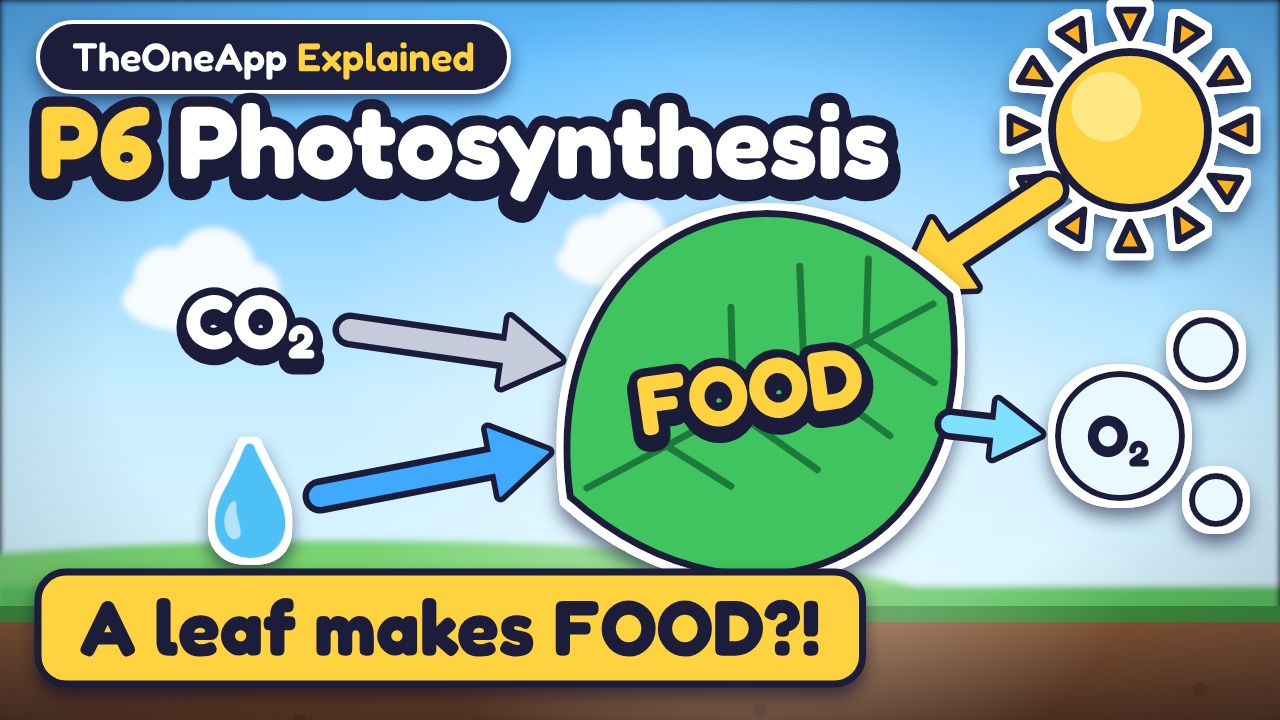 TheOneApp Explained
P6 Photosynthesis
CO₂
FOOD
O₂
A leaf makes FOOD?!